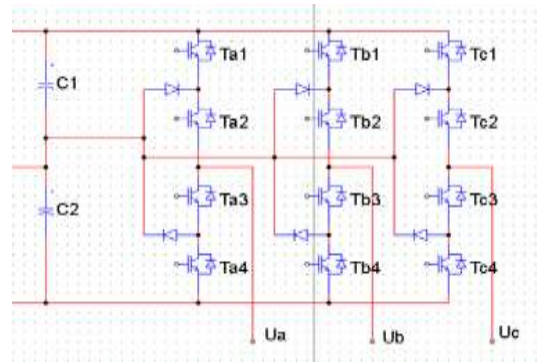 Ta1 Tb1 Tc1
C1
Ta2 Tb2 Tc2
C2 Ta3 Tb3 Tc3
Ta4 Tb4 Tc4
Ua Ub Uc